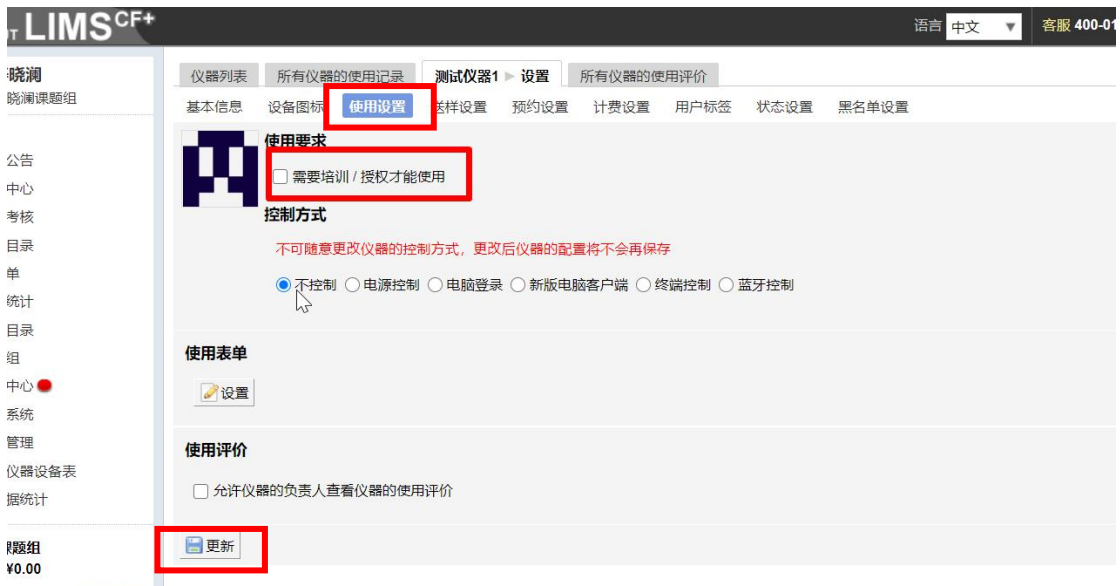 LIMS CF+
语言 中文 客服 400-01
晓澜
晓澜课题组
公告
中心
考核
目录
单
统计
目录
组
中心
系统
管理
仪器设备表
据统计
题组
¥0.00
仪器列表 所有仪器的使用记录 测试仪器1 设置 所有仪器的使用评价
基本信息 设备图标 使用设置 送样设置 预约设置 计费设置 用户标签 状态设置 黑名单设置
使用要求
需要培训 / 授权才能使用
控制方式
不可随意更改仪器的控制方式，更改后仪器的配置将不会再保存
不控制 电源控制 电脑登录 新版电脑客户端 终端控制 蓝牙控制
使用表单
设置
使用评价
允许仪器的负责人查看仪器的使用评价
更新